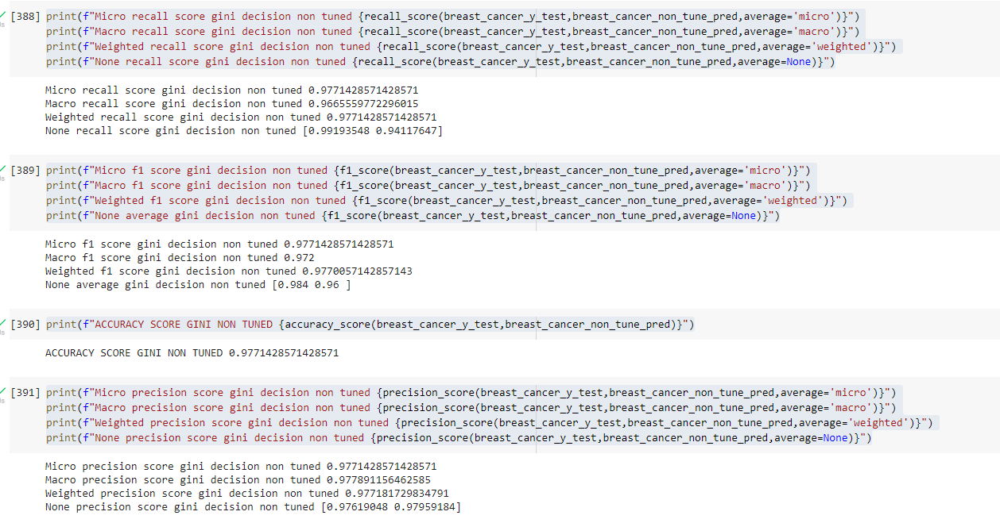 [388] print(f"Micro recall score gini decision non tuned {recall_score(breast_cancer_y_test,breast_cancer_non_tune_pred,average='micro')}")
print(f"Macro recall score gini decision non tuned {recall_score(breast_cancer_y_test,breast_cancer_non_tune_pred,average='macro')}")
print(f"Weighted recall score gini decision non tuned {recall_score(breast_cancer_y_test,breast_cancer_non_tune_pred,average='weighted')}")
print(f"None recall score gini decision non tuned {recall_score(breast_cancer_y_test,breast_cancer_non_tune_pred,average=None)}")
Micro recall score gini decision non tuned 0.9771428571428571
Macro recall score gini decision non tuned 0.9665559772296015
Weighted recall score gini decision non tuned 0.9771428571428571
None recall score gini decision non tuned [0.99193548 0.94117647]
[389] print(f"Micro f1 score gini decision non tuned {f1_score(breast_cancer_y_test,breast_cancer_non_tune_pred,average='micro')}")
print(f"Macro f1 score gini decision non tuned {f1_score(breast_cancer_y_test,breast_cancer_non_tune_pred,average='macro')}")
print(f"Weighted f1 score gini decision non tuned {f1_score(breast_cancer_y_test,breast_cancer_non_tune_pred,average='weighted')}")
print(f"None average gini decision non tuned {f1_score(breast_cancer_y_test,breast_cancer_non_tune_pred,average=None)}")
Micro f1 score gini decision non tuned 0.9771428571428571
Macro f1 score gini decision non tuned 0.972
Weighted f1 score gini decision non tuned 0.9770057142857143
None average gini decision non tuned [0.984 0.96 ]
[390] print(f"ACCURACY SCORE GINI NON TUNED {accuracy_score(breast_cancer_y_test,breast_cancer_non_tune_pred)}")
ACCURACY SCORE GINI NON TUNED 0.9771428571428571
[391] print(f"Micro precision score gini decision non tuned {precision_score(breast_cancer_y_test,breast_cancer_non_tune_pred,average='micro')}")
print(f"Macro precision score gini decision non tuned {precision_score(breast_cancer_y_test,breast_cancer_non_tune_pred,average='macro')}")
print(f"Weighted precision score gini decision non tuned {precision_score(breast_cancer_y_test,breast_cancer_non_tune_pred,average='weighted')}")
print(f"None precision score gini decision non tuned {precision_score(breast_cancer_y_test,breast_cancer_non_tune_pred,average=None)}")
Micro precision score gini decision non tuned 0.9771428571428571
Macro precision score gini decision non tuned 0.977891156462585
Weighted precision score gini decision non tuned 0.977181729834791
None precision score gini decision non tuned [0.97619048 0.97959184]